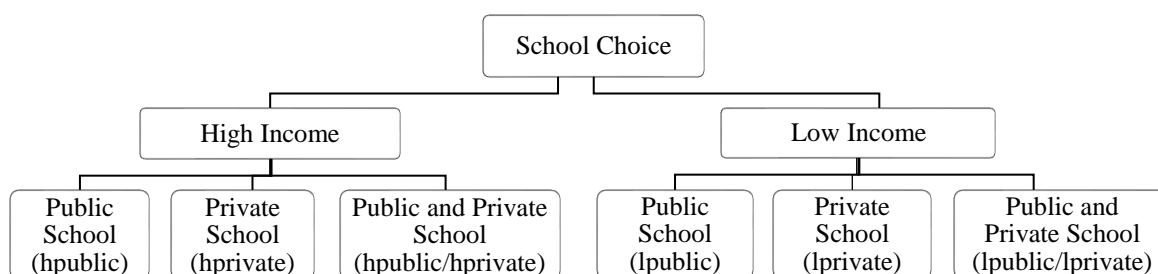 School Choice
High Income
Low Income
Public
School
(hpublic)
Private
School
(hprivate)
Public and Private
School
(hpublic/hprivate)
Public
School
(lpublic)
Private
School
(lprivate)
Public and
Private School
(lpublic/lprivate)